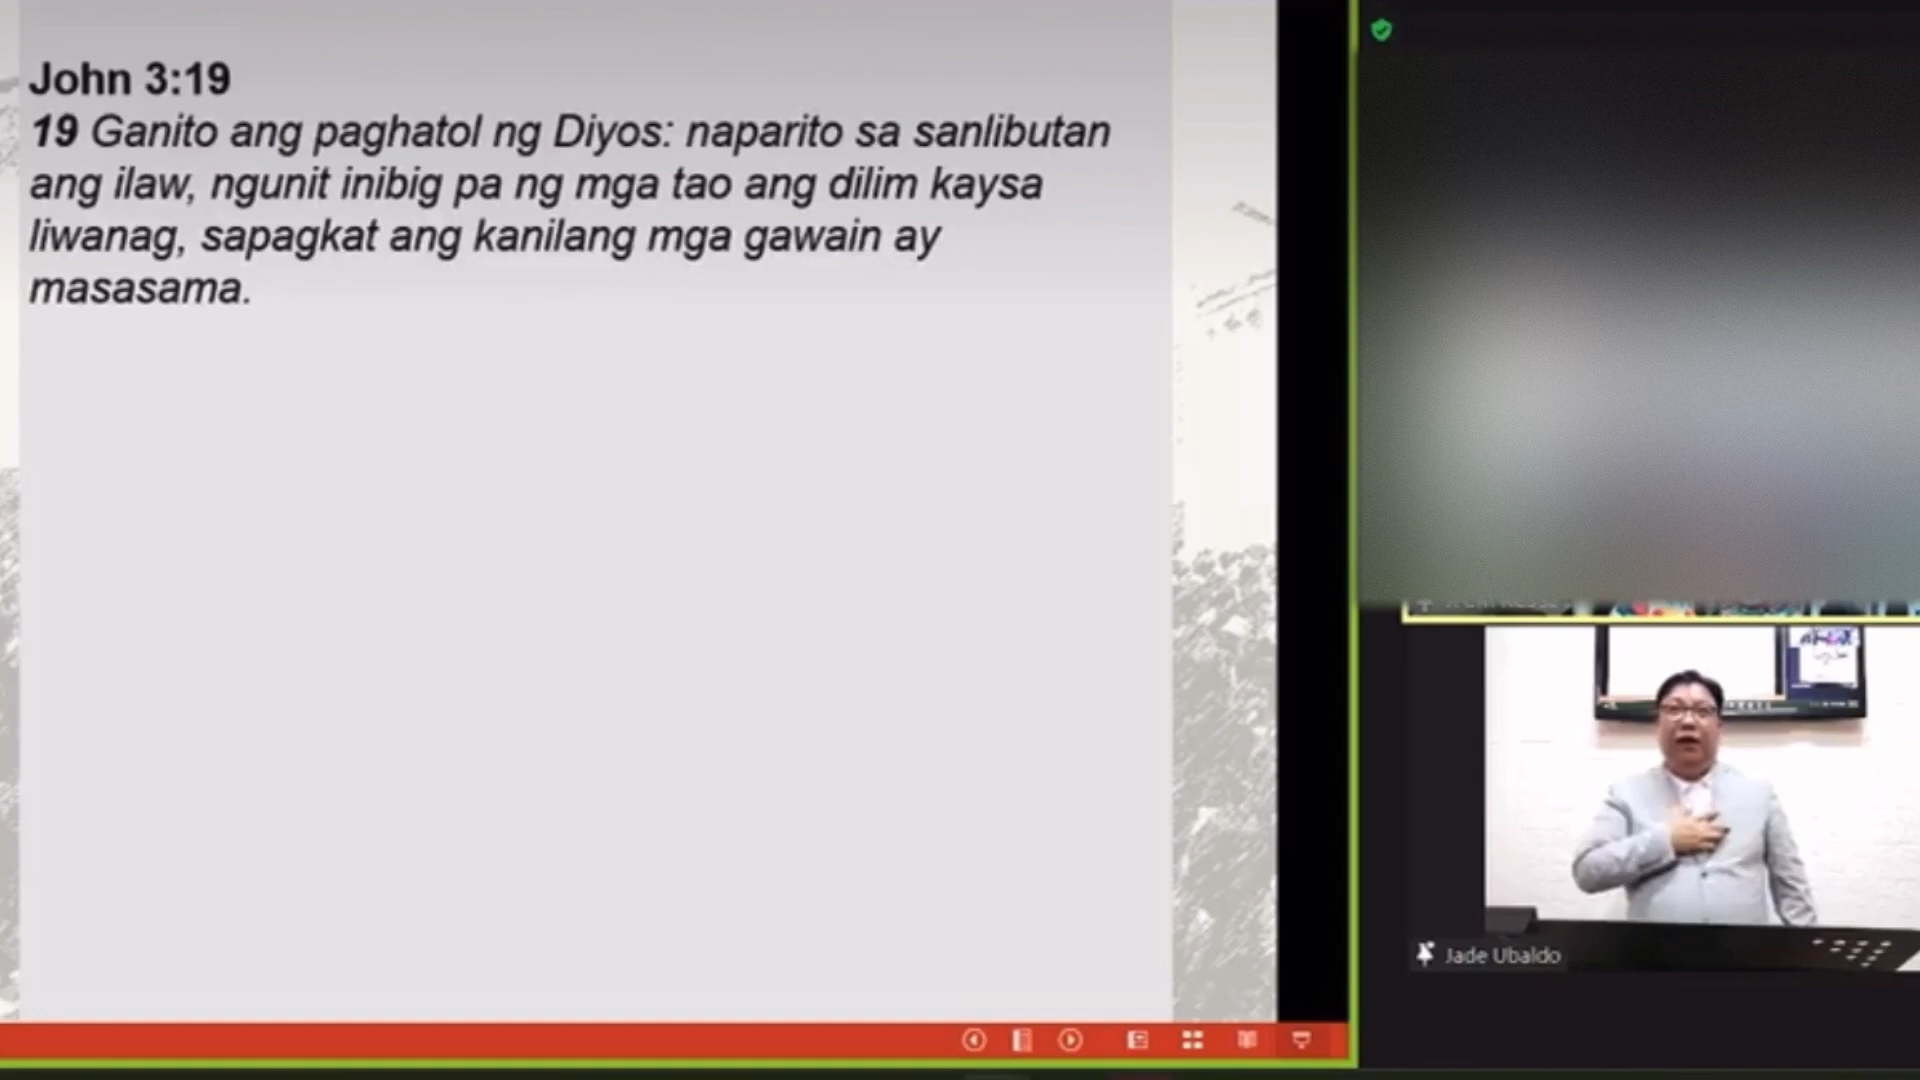 John 3:19
19 Ganito ang paghatol ng Diyos: naparito sa sanlibutan
ang ilaw, ngunit inibig pa ng mga tao ang dilim kaysa
liwanag, sapagkat ang kanilang mga gawain ay
masasama.
Jade Ubaldo